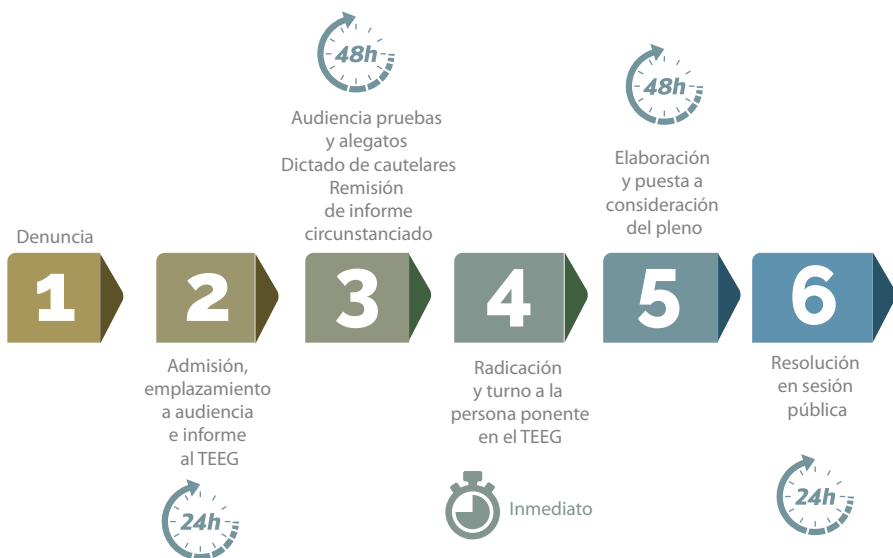 Denuncia
1
2
Admisión,
emplazamiento
a audiencia
e informe
al TEEG
24h
48h
Audiencia pruebas
y alegatos
Dictado de cautelares
Remisión
de informe
circunstanciado
3
4
Radicación
y turno a la
persona ponente
en el TEEG
Inmediato
48h
Elaboración
y puesta a
consideración
del pleno
5
6
Resolución
en sesión
pública
24h